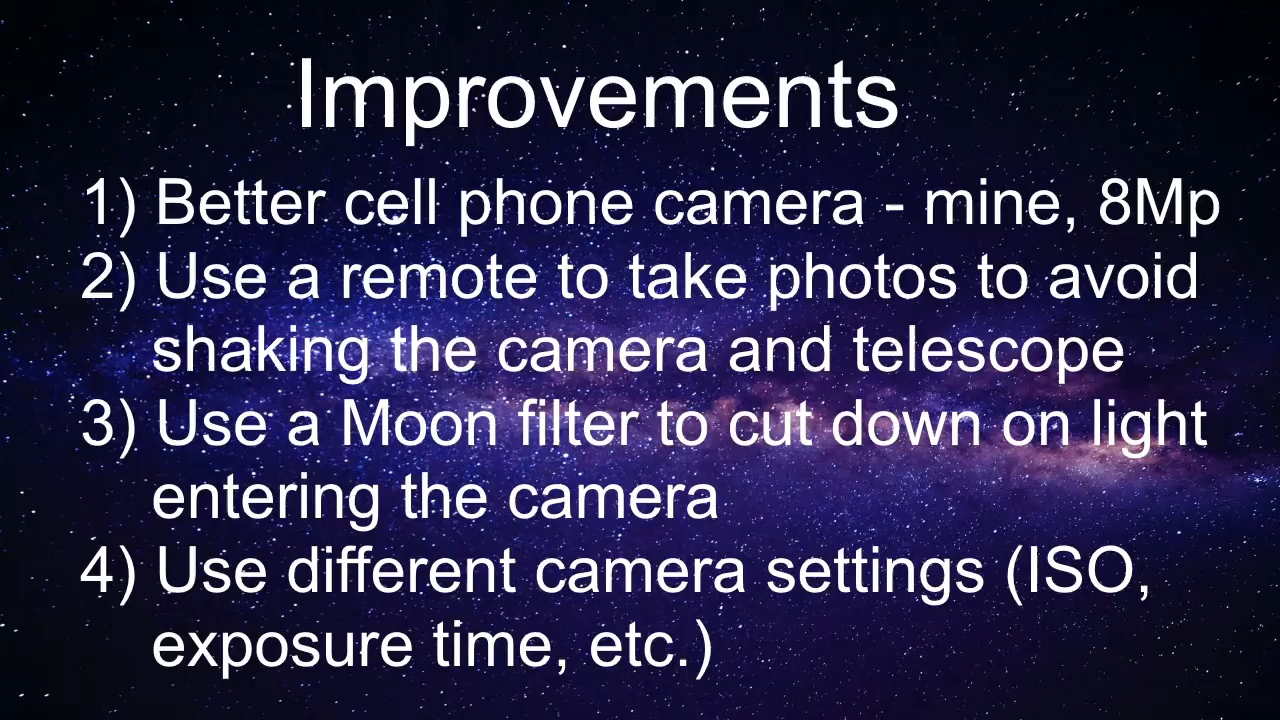 Improvements
1) Better cell phone camera - mine, 8Mp
2) Use a remote to take photos to avoid
shaking the camera and telescope
3) Use a Moon filter to cut down on light
entering the camera
4) Use different camera settings (ISO,
exposure time, etc.)